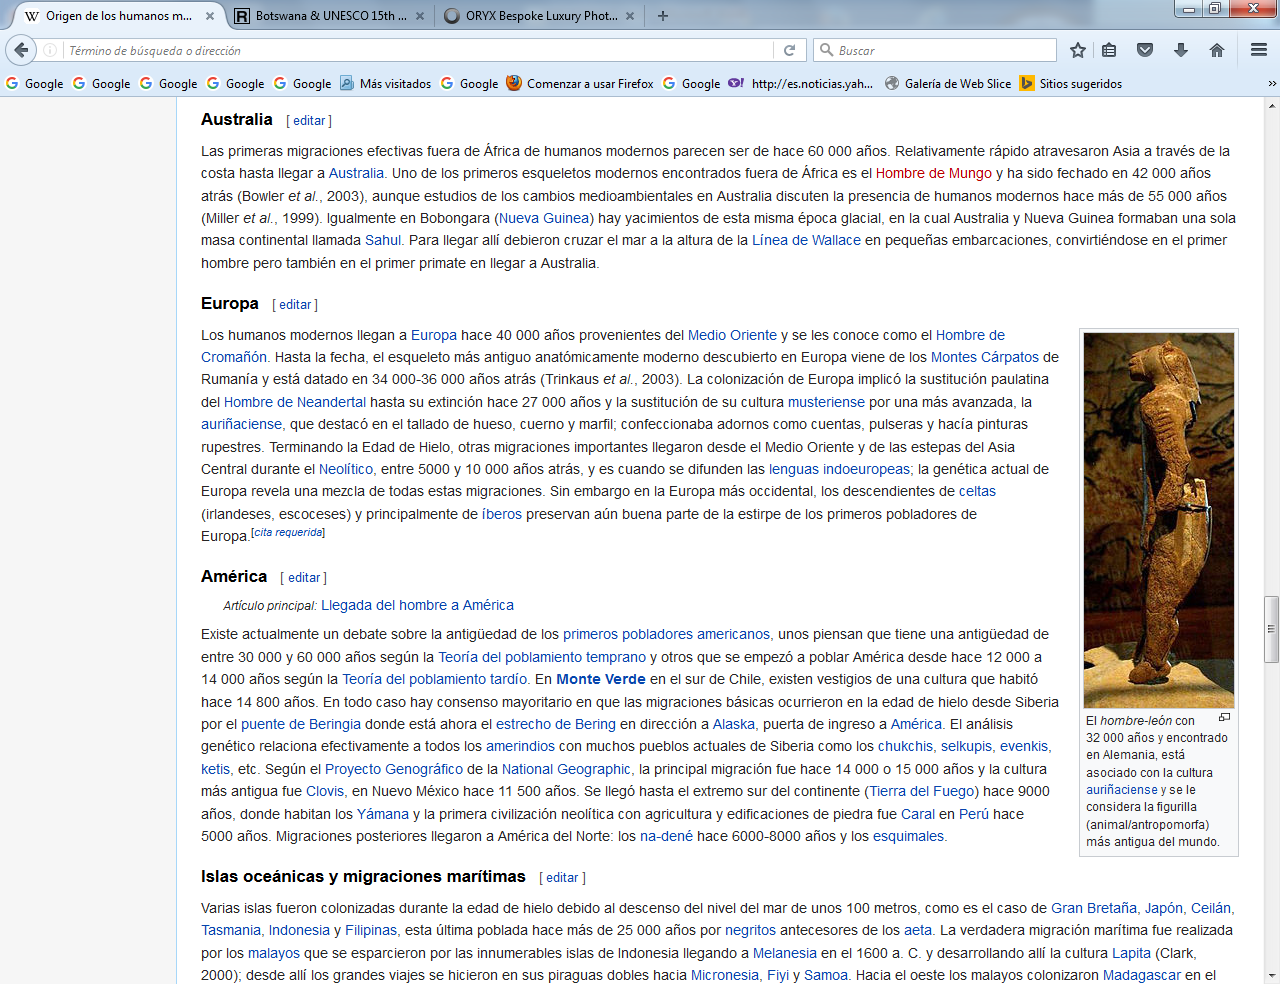 Origen de los humanos m...
Botswana & UNESCO 15th ...
ORYX Bespoke Luxury Phot...
Término de búsqueda o dirección
Buscar
Google
Google
Google
Google
Google
Más visitados
Google
Comenzar a usar Firefox
Google
http://es.noticias.yah...
Galería de Web Slice
Sitios sugeridos
Australia [ editar ]
Las primeras migraciones efectivas fuera de África de humanos modernos parecen ser de hace 60 000 años. Relativamente rápido atravesaron Asia a través de la
costa hasta llegar a Australia. Uno de los primeros esqueletos modernos encontrados fuera de África es el Hombre de Mungo y ha sido fechado en 42 000 años
atrás (Bowler et al., 2003), aunque estudios de los cambios medioambientales en Australia discuten la presencia de humanos modernos hace más de 55 000 años
(Miller et al., 1999). Igualmente en Bobongara (Nueva Guinea) hay yacimientos de esta misma época glacial, en la cual Australia y Nueva Guinea formaban una sola
masa continental llamada Sahul. Para llegar allí debieron cruzar el mar a la altura de la Línea de Wallace en pequeñas embarcaciones, convirtiéndose en el primer
hombre pero también en el primer primate en llegar a Australia.
Europa [ editar ]
Los humanos modernos llegan a Europa hace 40 000 años provenientes del Medio Oriente y se les conoce como el Hombre de
Cromañón. Hasta la fecha, el esqueleto más antiguo anatómicamente moderno descubierto en Europa viene de los Montes Cárpatos de
Rumanía y está datado en 34 000-36 000 años atrás (Trinkaus et al., 2003). La colonización de Europa implicó la sustitución paulatina
del Hombre de Neandertal hasta su extinción hace 27 000 años y la sustitución de su cultura musteriense por una más avanzada, la
auriñaciense, que destacó en el tallado de hueso, cuerno y marfil; confeccionaba adornos como cuentas, pulseras y hacía pinturas
rupestres. Terminando la Edad de Hielo, otras migraciones importantes llegaron desde el Medio Oriente y de las estepas del Asia
Central durante el Neolítico, entre 5000 y 10 000 años atrás, y es cuando se difunden las lenguas indoeuropeas; la genética actual de
Europa revela una mezcla de todas estas migraciones. Sin embargo en la Europa más occidental, los descendientes de celtas
(irlandeses, escoceses) y principalmente de íberos preservan aún buena parte de la estirpe de los primeros pobladores de
Europa.[cita requerida]
El hombre-león con
32 000 años y encontrado
en Alemania, está
asociado con la cultura
auriñaciense y se le
considera la figurilla
(animal/antropomorfa)
más antigua del mundo.
América [ editar ]
Artículo principal: Llegada del hombre a América
Existe actualmente un debate sobre la antigüedad de los primeros pobladores americanos, unos piensan que tiene una antigüedad de
entre 30 000 y 60 000 años según la Teoría del poblamiento temprano y otros que se empezó a poblar América desde hace 12 000 a
14 000 años según la Teoría del poblamiento tardío. En Monte Verde en el sur de Chile, existen vestigios de una cultura que habitó
hace 14 800 años. En todo caso hay consenso mayoritario en que las migraciones básicas ocurrieron en la edad de hielo desde Siberia
por el puente de Beringia donde está ahora el estrecho de Bering en dirección a Alaska, puerta de ingreso a América. El análisis
genético relaciona efectivamente a todos los amerindios con muchos pueblos actuales de Siberia como los chukchis, selkupis, evenkis,
ketis, etc. Según el Proyecto Genográfico de la National Geographic, la principal migración fue hace 14 000 o 15 000 años y la cultura
más antigua fue Clovis, en Nuevo México hace 11 500 años. Se llegó hasta el extremo sur del continente (Tierra del Fuego) hace 9000
años, donde habitan los Yámana y la primera civilización neolítica con agricultura y edificaciones de piedra fue Caral en Perú hace
5000 años. Migraciones posteriores llegaron a América del Norte: los na-dené hace 6000-8000 años y los esquimales.
Islas oceánicas y migraciones marítimas [ editar ]
Varias islas fueron colonizadas durante la edad de hielo debido al descenso del nivel del mar de unos 100 metros, como es el caso de Gran Bretaña, Japón, Ceilán,
Tasmania, Indonesia y Filipinas, esta última poblada hace más de 25 000 años por negritos antecesores de los aeta. La verdadera migración marítima fue realizada
por los malayos que se esparcieron por las innumerables islas de Indonesia llegando a Melanesia en el 1600 a. C. y desarrollando allí la cultura Lapita (Clark,
2000); desde allí los grandes viajes se hicieron en sus piraguas dobles hacia Micronesia, Fiyi y Samoa. Hacia el oeste los malayos colonizaron Madagascar en el